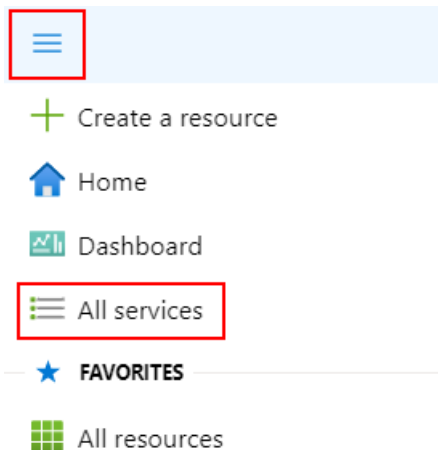 Create a resource
Home
Dashboard
All services
FAVORITES
All resources